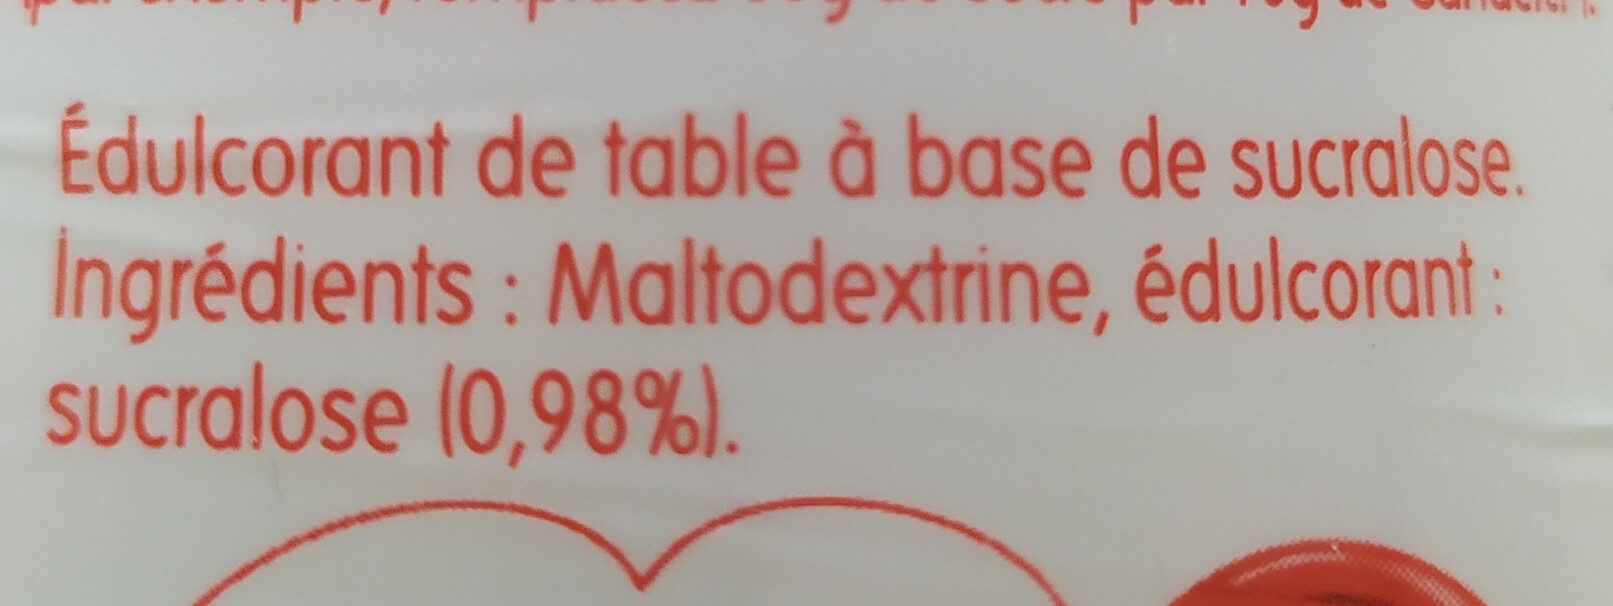 Édulcorant de table à base de sucralose.
Ingrédients : Maltodextrine, édulcorant :
sucralose (0,98%).